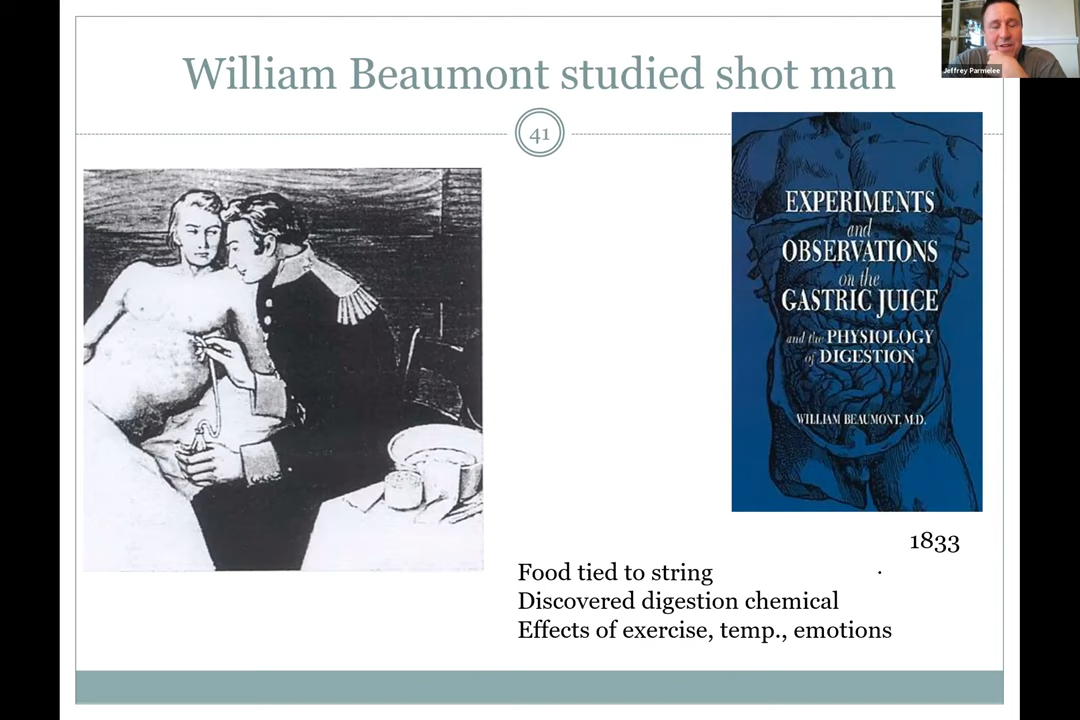 William Beaumont studied shot man
41
Jeffrey Parmelee
EXPERIMENTS
and
OBSERVATIONS
on the
GASTRIC JUICE
and the PHYSIOLOGY
of DIGESTION
WILLIAM BEAUMONT, M.D.
1833
Food tied to string
Discovered digestion chemical
Effects of exercise, temp., emotions